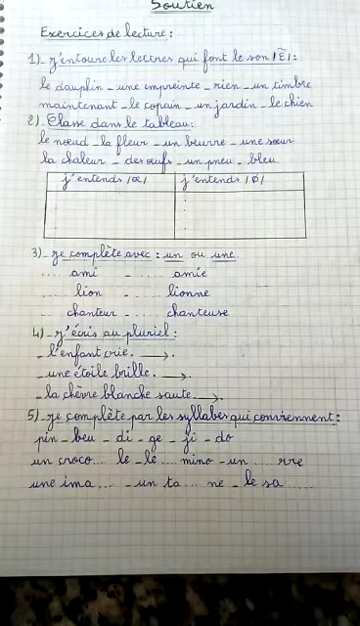 Soutien
Exercices de lecture :
1)_ J'entoure les lettres qui font le son /ɛ̃/ :
le dauphin _ une empreinte _ rien _ un timbre
maintenant _ le copain _ un jardin _ le chien
2)_ Classe dans le tableau :
le nœud _ la fleur _ un beurre _ une sœur
la chaleur _ des œufs _ un pneu _ bleu
j'entends /œ/ j'entends /ø/
3)_ Je complète avec : un ou une.
.... ami - ..... amie
.... lion - ..... lionne
.... chanteur - ..... chanteuse
4)_ J'écris au pluriel :
_ l'enfant crie. →.
_ une étoile brille. →.
_ la chèvre blanche saute →.
5)_ Je complète par les syllabes qui conviennent :
pin _ beu _ di _ ge _ ji _ do
un croco.... le _ le .... mino _ un .... rre
une ima.... _ un ta.... ne _ le sa.....